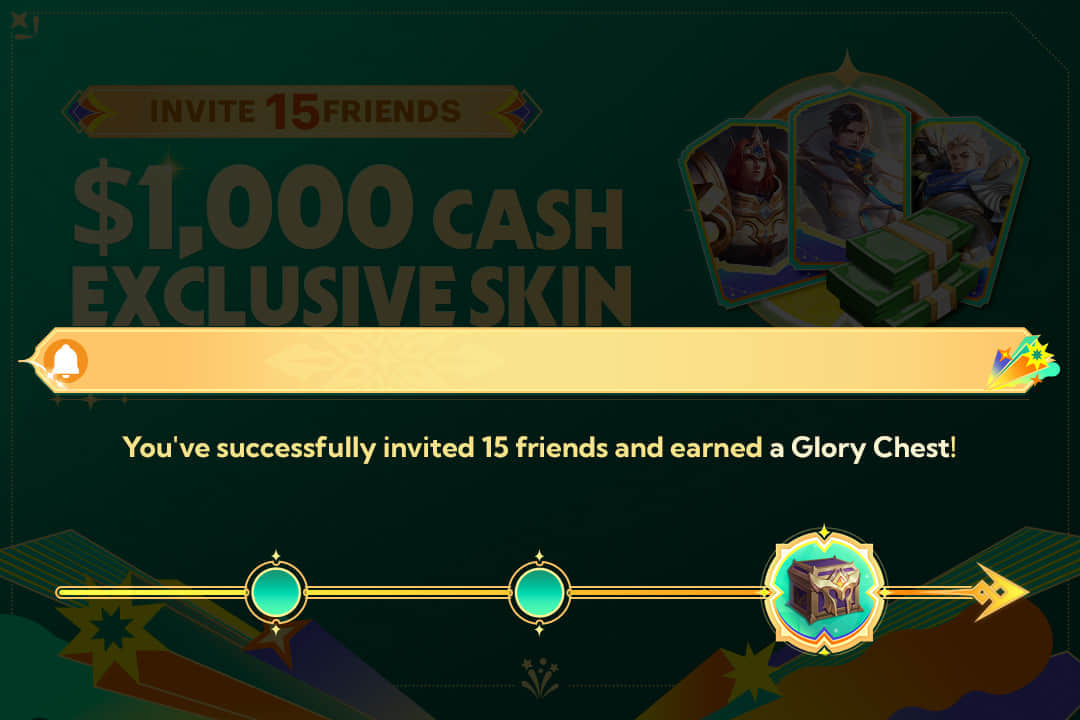 INVITE 15 FRIENDS
$1,000 CASH
EXCLUSIVE SKIN
You've successfully invited 15 friends and earned a Glory Chest!